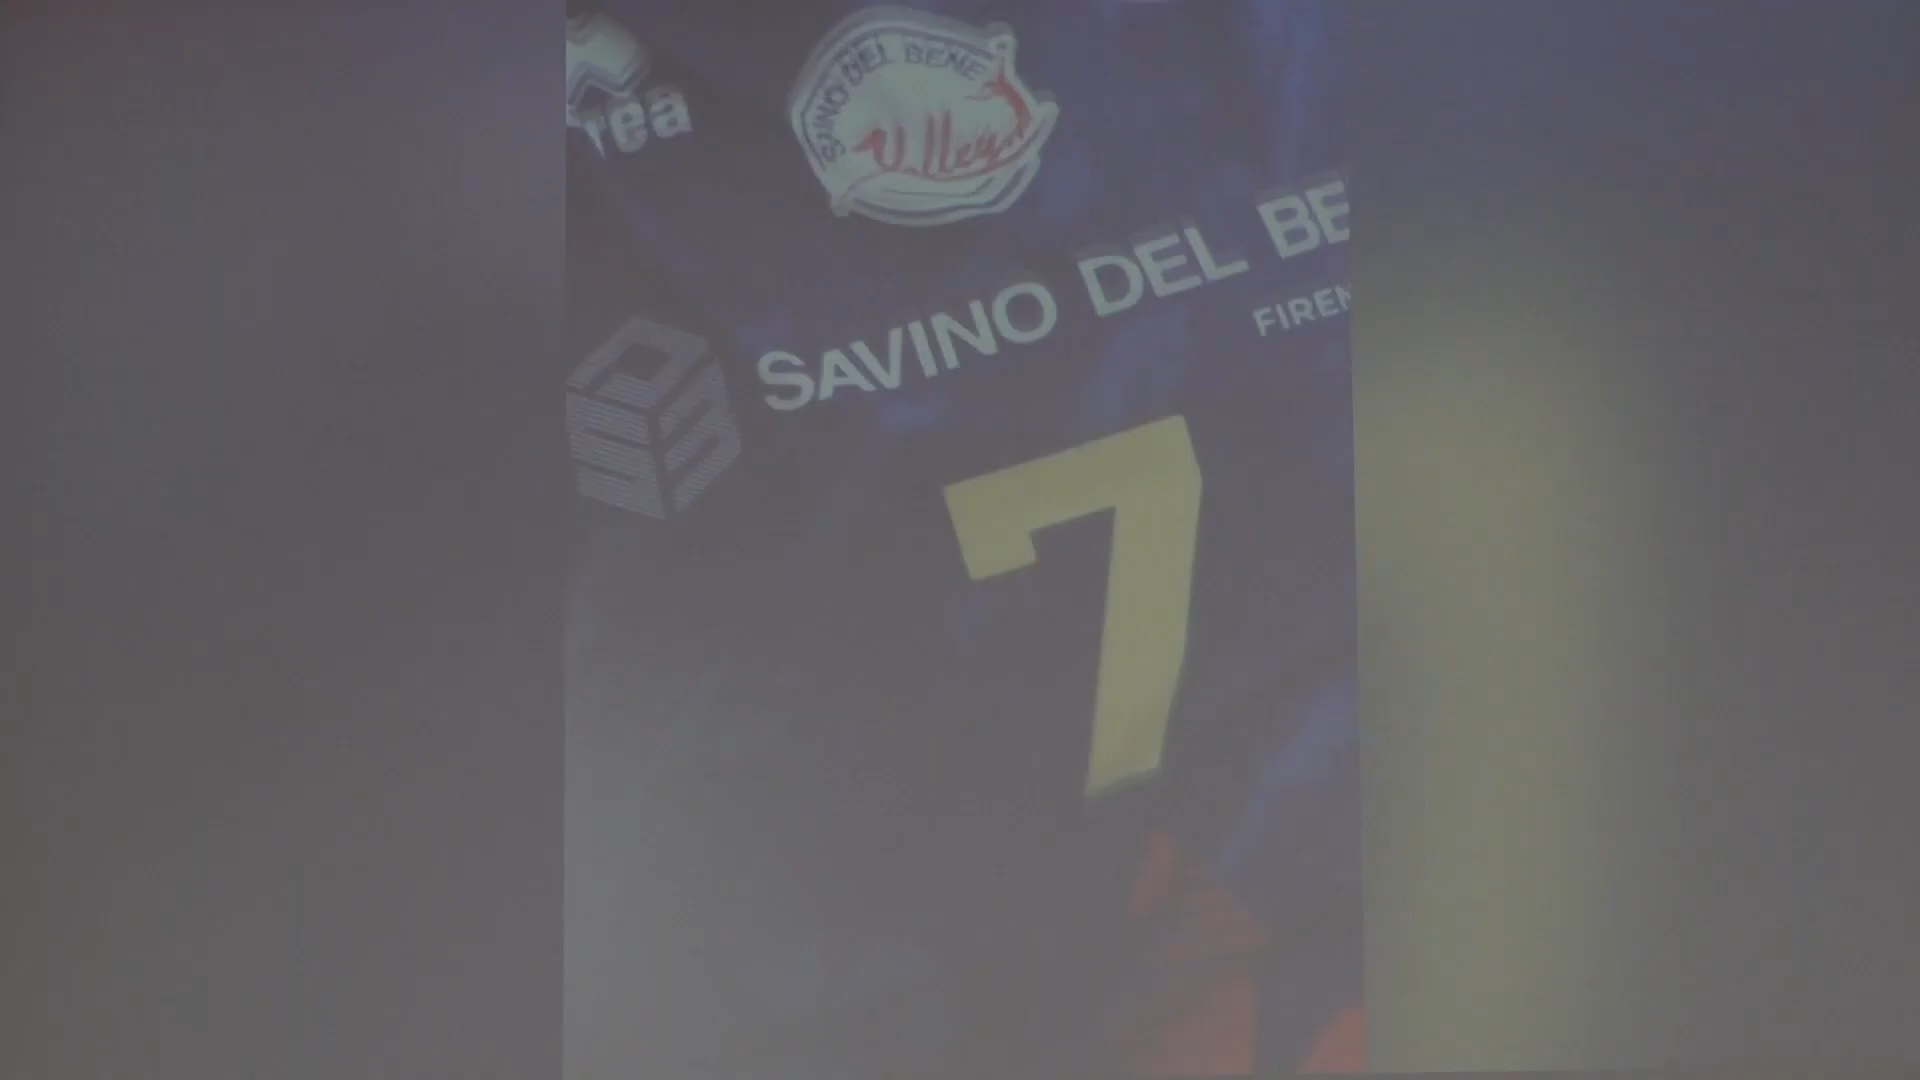 rea
SAVINO DEL BENE
Volley
SAVINO DEL BE
FIREN
7